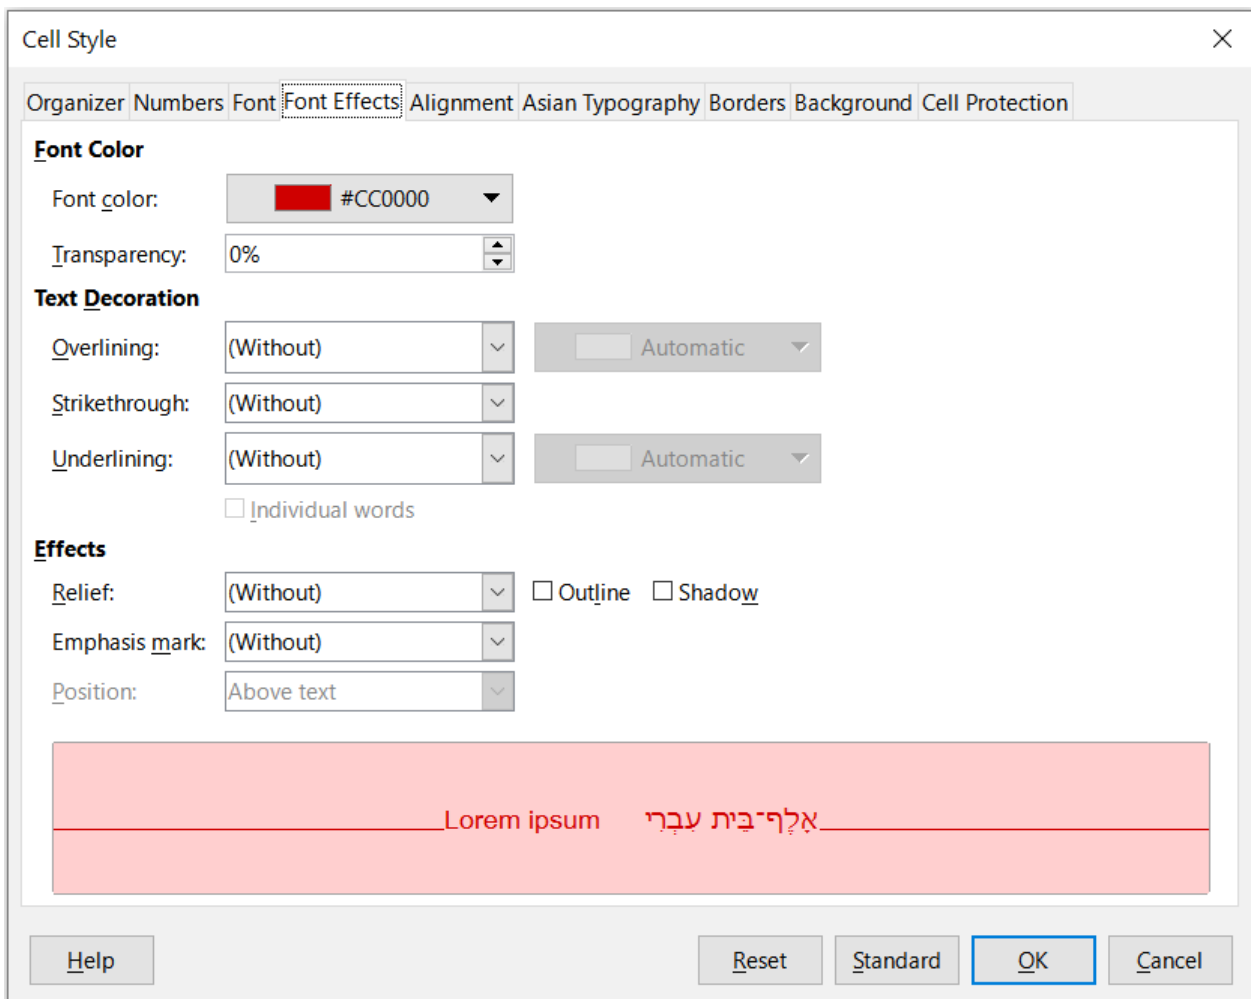 Cell Style
Organizer Numbers Font Font Effects Alignment Asian Typography Borders Background Cell Protection
Font Color
Font color: #CC0000
Transparency: 0%
Text Decoration
Overlining: (Without) Automatic
Strikethrough: (Without)
Underlining: (Without) Automatic
Individual words
Effects
Relief: (Without) Outline Shadow
Emphasis mark: (Without)
Position: Above text
Lorem ipsum אָלֶף־בֵּית עִבְרִי
Help Reset Standard OK Cancel